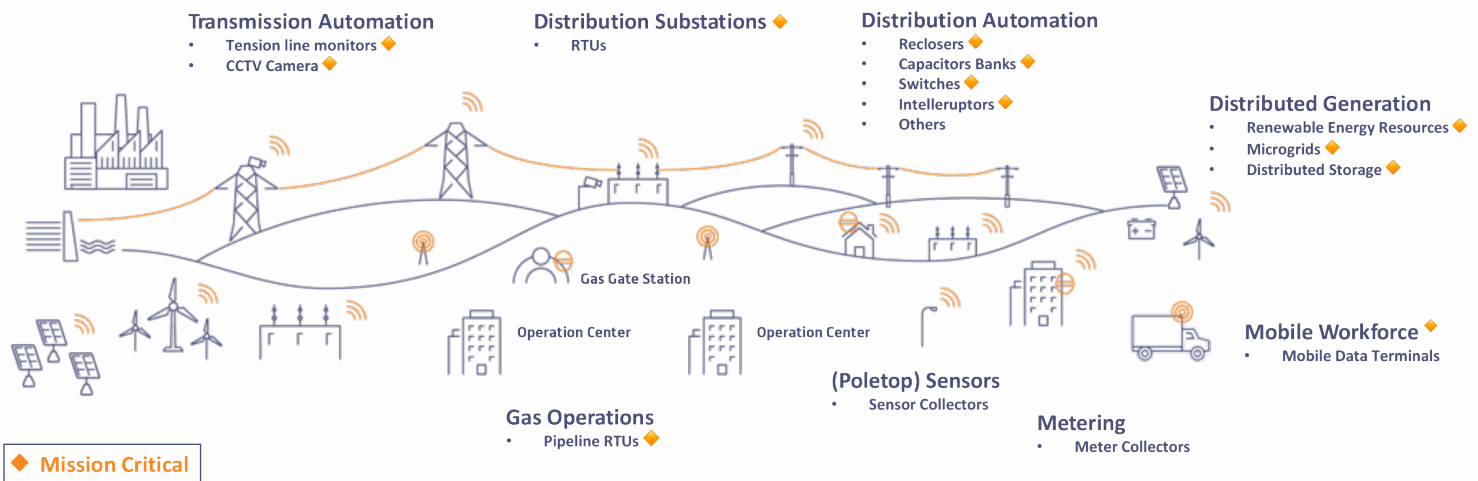 Transmission Automation
• Tension line monitors
• CCTV Camera
Distribution Substations
• RTUs
Distribution Automation
• Reclosers
• Capacitors Banks
• Switches
• Intelleruptors
• Others
Distributed Generation
• Renewable Energy Resources
• Microgrids
• Distributed Storage
Gas Gate Station
Operation Center
Operation Center
Mobile Workforce
• Mobile Data Terminals
(Poletop) Sensors
• Sensor Collectors
Gas Operations
• Pipeline RTUs
Metering
• Meter Collectors
Mission Critical